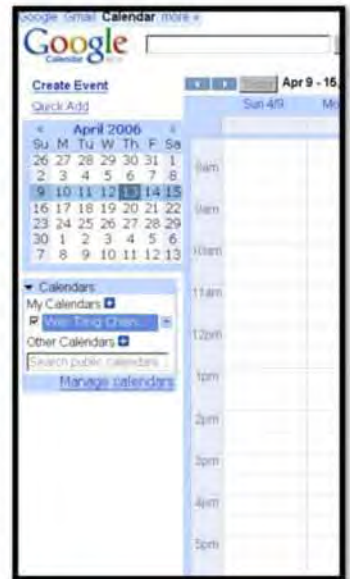 Google Gmail Calendar more »
Google
Calendar BETA
Create Event
Quick Add
Apr 9 - 15,
Sun 4/9 Mo
« April 2006 »
Su M Tu W Th F Sa
26 27 28 29 30 31 1
2 3 4 5 6 7 8
9 10 11 12 13 14 15
16 17 18 19 20 21 22
23 24 25 26 27 28 29
30 1 2 3 4 5 6
7 8 9 10 11 12 13
Calendars
My Calendars
Other Calendars
Search public calendars
Manage calendars
8am
9am
10am
11am
12pm
1pm
2pm
3pm
4pm
5pm